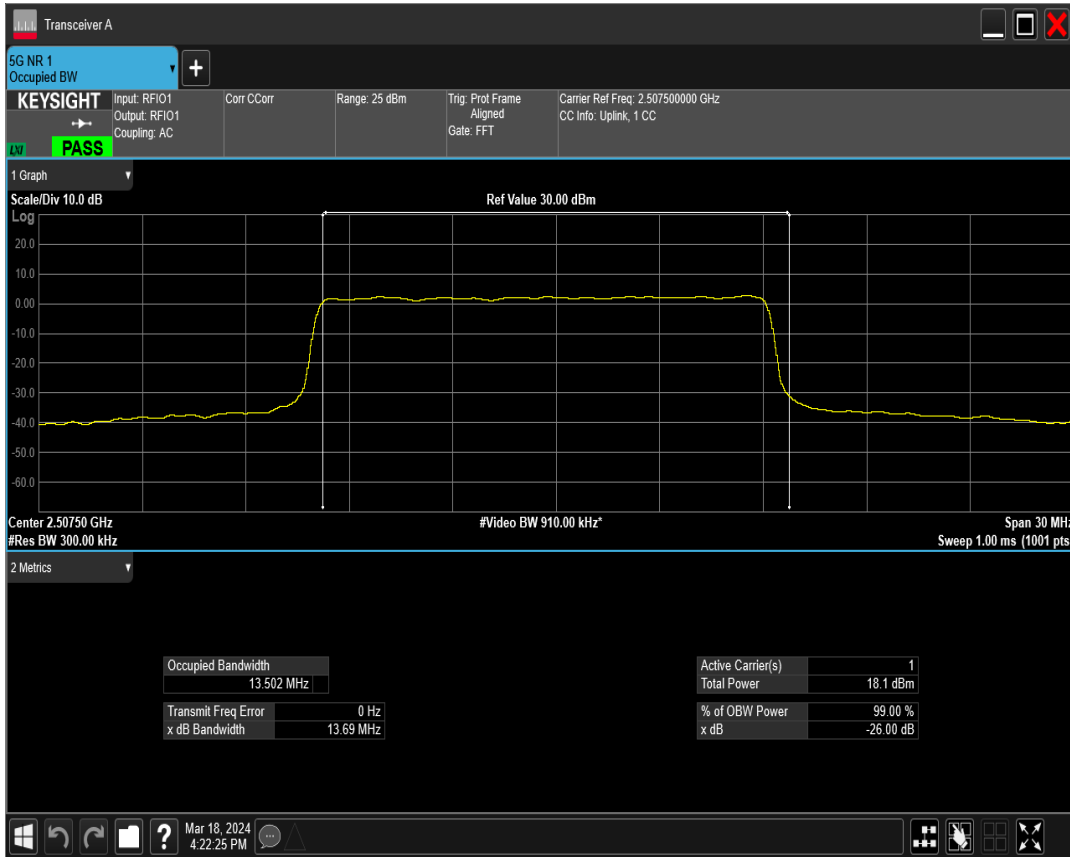 Transceiver A
5G NR 1
Occupied BW
KEYSIGHT
Input: RFIO1
Output: RFIO1
Coupling: AC
Corr CCorr
Range: 25 dBm
Trig: Prot Frame
Aligned
Gate: FFT
Carrier Ref Freq: 2.507500000 GHz
CC Info: Uplink, 1 CC
LXI
PASS
1 Graph
Scale/Div 10.0 dB
Ref Value 30.00 dBm
Log
20.0
10.0
0.00
-10.0
-20.0
-30.0
-40.0
-50.0
-60.0
Center 2.50750 GHz
#Video BW 910.00 kHz*
Span 30 MHz
#Res BW 300.00 kHz
Sweep 1.00 ms (1001 pts
2 Metrics
Occupied Bandwidth
13.502 MHz
Transmit Freq Error 0 Hz
x dB Bandwidth 13.69 MHz
Active Carrier(s) 1
Total Power 18.1 dBm
% of OBW Power 99.00 %
x dB -26.00 dB
?
Mar 18, 2024
4:22:25 PM